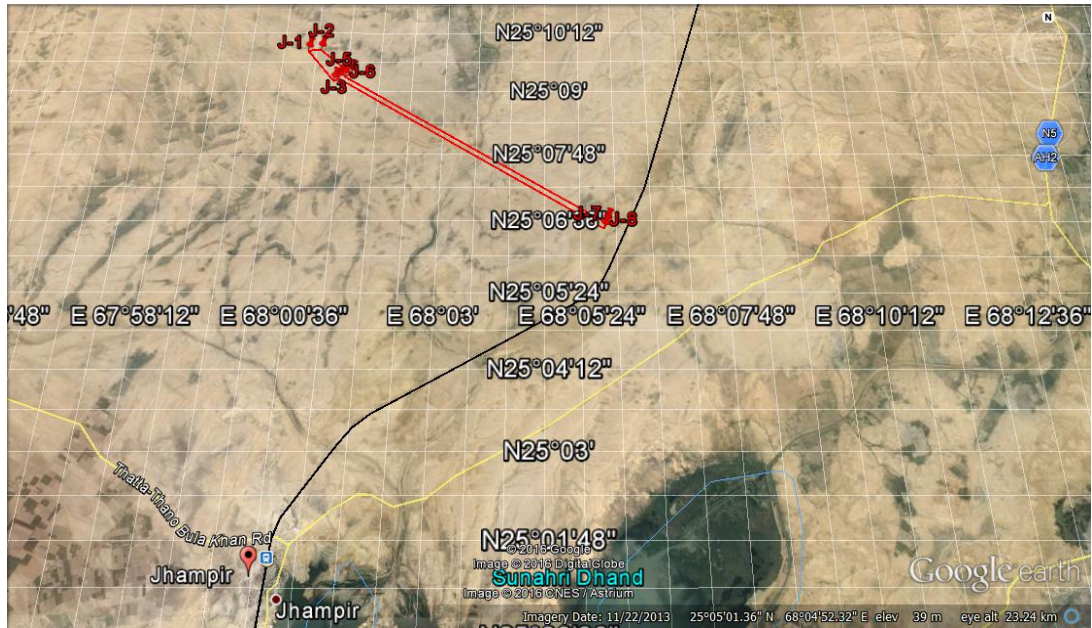 N
J-2
J-1
N25°10'12"
J-5
J-6
J-3
N25°09'
N5
AH2
N25°07'48"
J-7
J-8
N25°06'36"
N25°05'24"
'48" E 67°58'12" E 68°00'36" E 68°03' E 68°05'24" E 68°07'48" E 68°10'12" E 68°12'36"
N25°04'12"
N25°03'
Thatta-Thano Bula Khan Rd
N25°01'48"
© 2016 Google
Image © 2016 DigitalGlobe
Jhampir
Sunahri Dhand
Google earth
Image © 2016 CNES / Astrium
Jhampir
Imagery Date: 11/22/2013 25°05'01.36" N 68°04'52.32" E elev 39 m eye alt 23.24 km